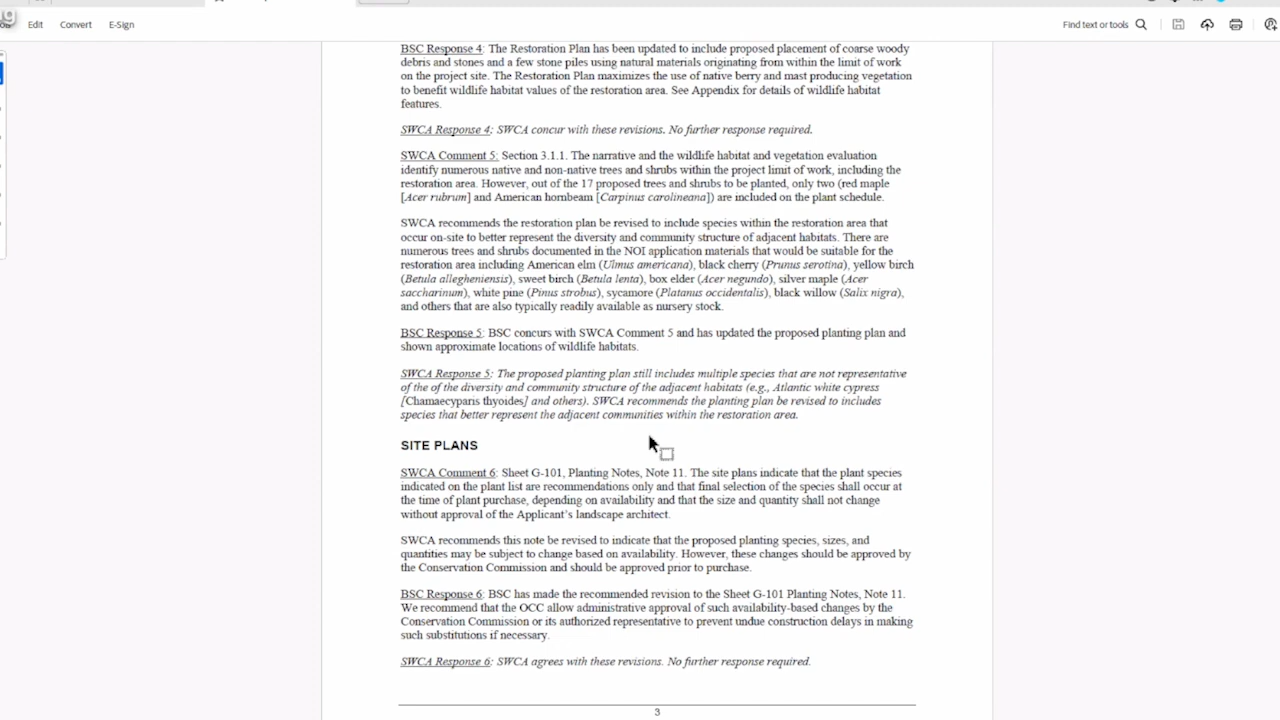 Edit Convert E-Sign Find text or tools
BSC Response 4: The Restoration Plan has been updated to include proposed placement of coarse woody
debris and stones and a few stone piles using natural materials originating from within the limit of work
on the project site. The Restoration Plan maximizes the use of native berry and mast producing vegetation
to benefit wildlife habitat values of the restoration area. See Appendix for details of wildlife habitat
features.
SWCA Response 4: SWCA concur with these revisions. No further response required.
SWCA Comment 5: Section 3.1.1. The narrative and the wildlife habitat and vegetation evaluation
identify numerous native and non-native trees and shrubs within the project limit of work, including the
restoration area. However, out of the 17 proposed trees and shrubs to be planted, only two (red maple
[Acer rubrum] and American hornbeam [Carpinus carolineana]) are included on the plant schedule.
SWCA recommends the restoration plan be revised to include species within the restoration area that
occur on-site to better represent the diversity and community structure of adjacent habitats. There are
numerous trees and shrubs documented in the NOI application materials that would be suitable for the
restoration area including American elm (Ulmus americana), black cherry (Prunus serotina), yellow birch
(Betula allegheniensis), sweet birch (Betula lenta), box elder (Acer negundo), silver maple (Acer
saccharinum), white pine (Pinus strobus), sycamore (Platanus occidentalis), black willow (Salix nigra),
and others that are also typically readily available as nursery stock.
BSC Response 5: BSC concurs with SWCA Comment 5 and has updated the proposed planting plan and
shown approximate locations of wildlife habitats.
SWCA Response 5: The proposed planting plan still includes multiple species that are not representative
of the of the diversity and community structure of the adjacent habitats (e.g., Atlantic white cypress
[Chamaecyparis thyoides] and others). SWCA recommends the planting plan be revised to includes
species that better represent the adjacent communities within the restoration area.
SITE PLANS
SWCA Comment 6: Sheet G-101, Planting Notes, Note 11. The site plans indicate that the plant species
indicated on the plant list are recommendations only and that final selection of the species shall occur at
the time of plant purchase, depending on availability and that the size and quantity shall not change
without approval of the Applicant's landscape architect.
SWCA recommends this note be revised to indicate that the proposed planting species, sizes, and
quantities may be subject to change based on availability. However, these changes should be approved by
the Conservation Commission and should be approved prior to purchase.
BSC Response 6: BSC has made the recommended revision to the Sheet G-101 Planting Notes, Note 11.
We recommend that the OCC allow administrative approval of such availability-based changes by the
Conservation Commission or its authorized representative to prevent undue construction delays in making
such substitutions if necessary.
SWCA Response 6: SWCA agrees with these revisions. No further response required.
3